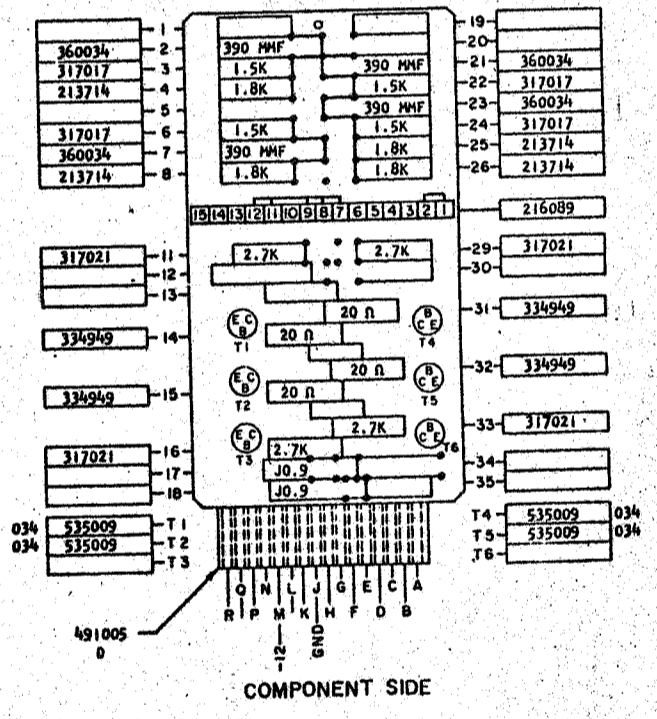 1 19
360034 2 390 MMF 20
317017 3 1.5K 390 MMF 21 360034
213714 4 1.8K 1.5K 22 317017
5 390 MMF 23 360034
317017 6 1.5K 1.5K 24 317017
360034 7 390 MMF 1.8K 25 213714
213714 8 1.8K 1.8K 26 213714
15 14 13 12 11 10 9 8 7 6 5 4 3 2 1 216089
317021 11 2.7K 2.7K 29 317021
12 30
13
20 Ω 31 334949
334949 14 E C B T1 20 Ω B C E T4
20 Ω 32 334949
334949 15 E C B T2 20 Ω B C E T5
2.7K 33 317021
317021 16 E C B T3 2.7K B C E T6
17 J0.9 34
18 J0.9 35
034 535009 T1 T4 535009 034
034 535009 T2 T5 535009 034
T3 T6
R Q P N M L K J H G F E D C B A
-12
GND
491005
D
COMPONENT SIDE